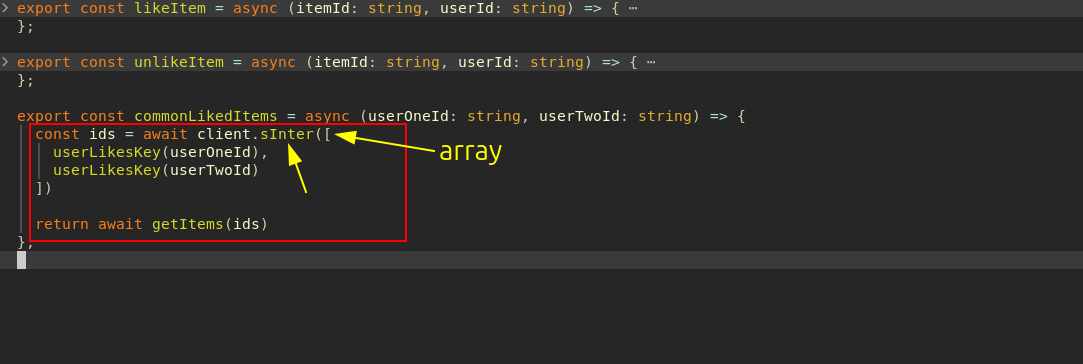 export const likeItem = async (itemId: string, userId: string) => { ⋯
};
export const unlikeItem = async (itemId: string, userId: string) => { ⋯
};
export const commonLikedItems = async (userOneId: string, userTwoId: string) => {
const ids = await client.sInter([
array
userLikesKey(userOneId),
userLikesKey(userTwoId)
])
return await getItems(ids)
};